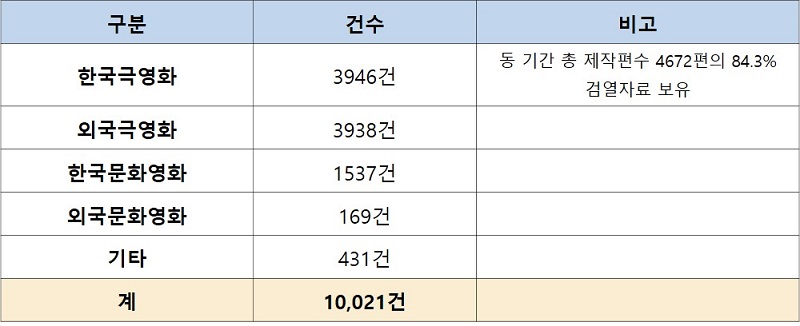 구분 건수 비고
한국극영화 3946건 동 기간 총 제작편수 4672편의 84.3%
검열자료 보유
외국극영화 3938건
한국문화영화 1537건
외국문화영화 169건
기타 431건
계 10,021건